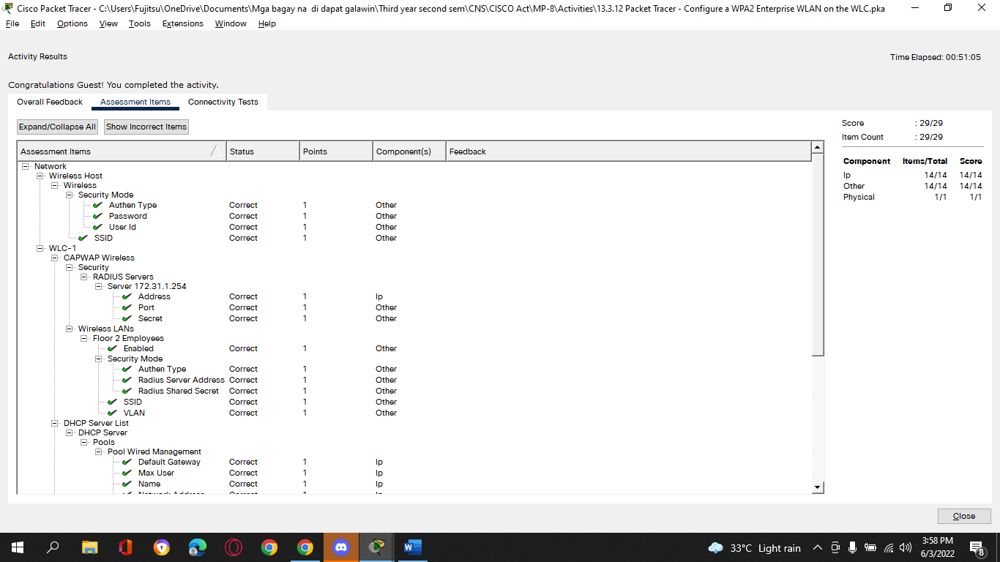 Cisco Packet Tracer - C:\Users\Fujitsu\OneDrive\Documents\Mga bagay na  di dapat galawin\Third year second sem\CNS\CISCO Act\MP-8\Activities\13.3.12 Packet Tracer - Configure a WPA2 Enterprise WLAN on the WLC.pka
File Edit Options View Tools Extensions Window Help
Activity Results
Time Elapsed: 00:51:05
Congratulations Guest! You completed the activity.
Overall Feedback Assessment Items Connectivity Tests
Expand/Collapse All Show Incorrect Items
Assessment Items Status Points Component(s) Feedback
Network
Wireless Host
Wireless
Security Mode
Authen Type Correct 1 Other
Password Correct 1 Other
User Id Correct 1 Other
SSID Correct 1 Other
WLC-1
CAPWAP Wireless
Security
RADIUS Servers
Server 172.31.1.254
Address Correct 1 Ip
Port Correct 1 Other
Secret Correct 1 Other
Wireless LANs
Floor 2 Employees
Enabled Correct 1 Other
Security Mode
Authen Type Correct 1 Other
Radius Server Address Correct 1 Other
Radius Shared Secret Correct 1 Other
SSID Correct 1 Other
VLAN Correct 1 Other
DHCP Server List
DHCP Server
Pools
Pool Wired Management
Default Gateway Correct 1 Ip
Max User Correct 1 Ip
Name Correct 1 Ip
Score : 29/29
Item Count : 29/29
Component Items/Total Score
Ip 14/14 14/14
Other 14/14 14/14
Physical 1/1 1/1
Close
33°C Light rain
3:58 PM
6/3/2022
8